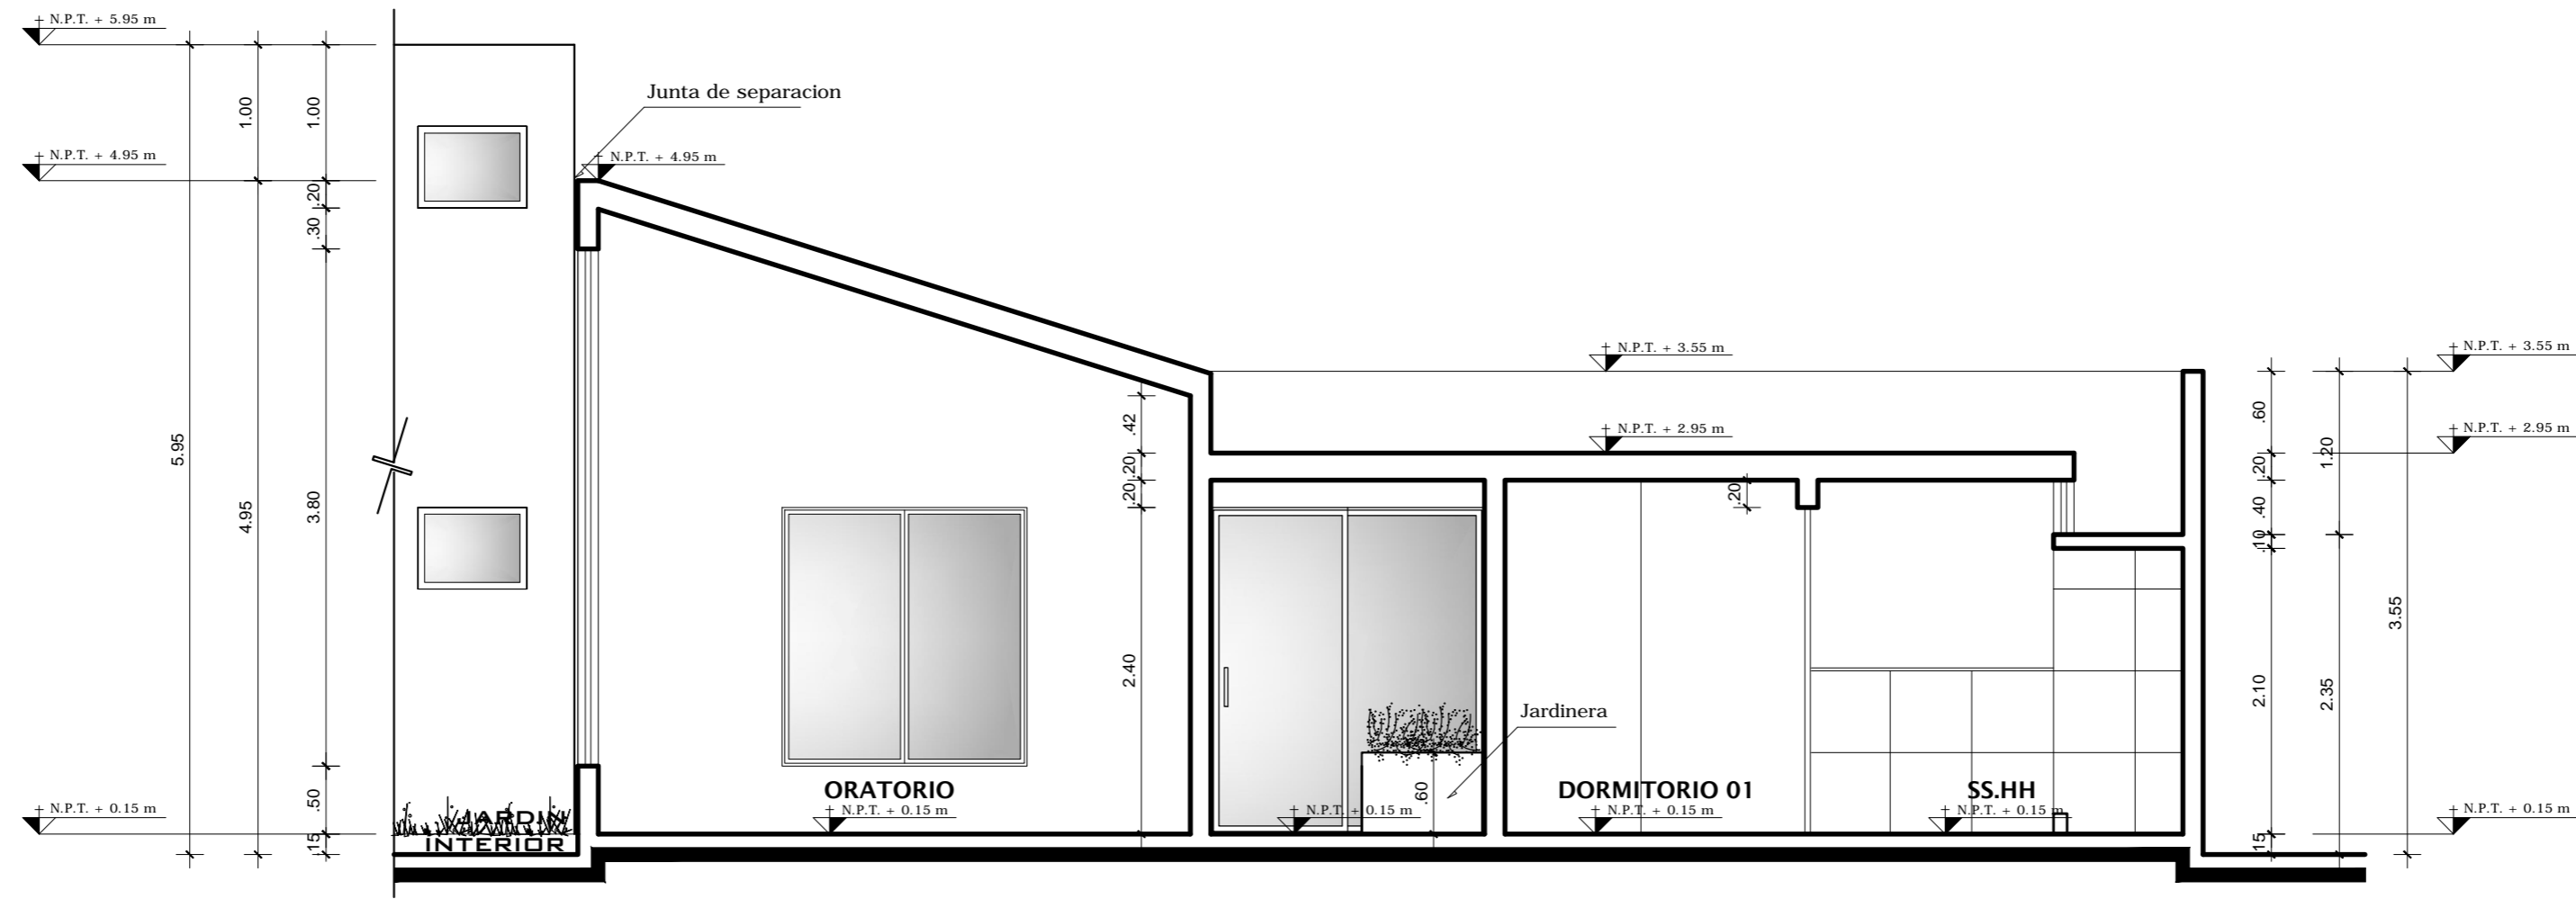 + N.P.T. + 5.95 m
Junta de separacion
1.00
1.00
+ N.P.T. + 4.95 m
+ N.P.T. + 4.95 m
.20
.30
+ N.P.T. + 3.55 m
+ N.P.T. + 3.55 m
.60
.42
+ N.P.T. + 2.95 m
+ N.P.T. + 2.95 m
5.95
1.20
.20
.20
.20
.20
4.95
3.80
.40
.10
3.55
2.40
2.10
2.35
Jardinera
ORATORIO
DORMITORIO 01
SS.HH
.50
.60
+ N.P.T. + 0.15 m
+ N.P.T. + 0.15 m
+ N.P.T. + 0.15 m
+ N.P.T. + 0.15 m
+ N.P.T. + 0.15 m
+ N.P.T. + 0.15 m
JARDIN
INTERIOR
.15
.15